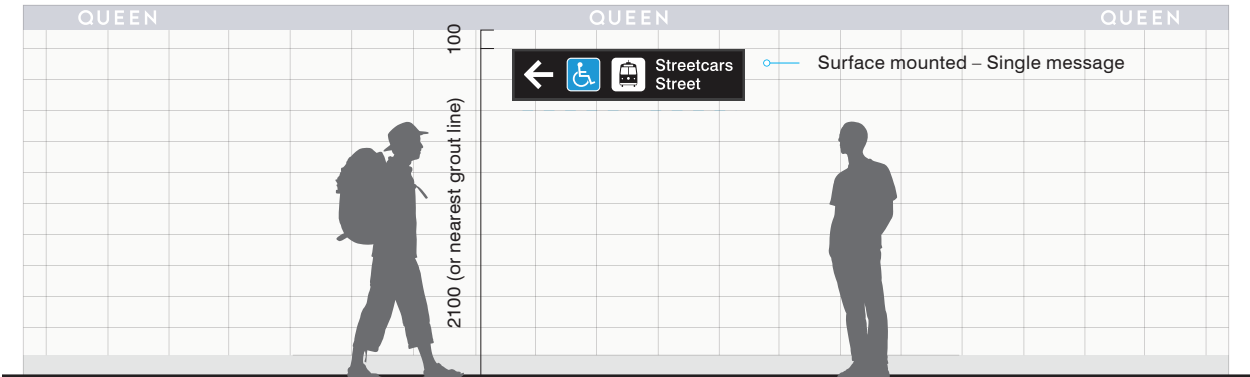 QUEEN
QUEEN
QUEEN
100
Streetcars
Street
Surface mounted – Single message
2100 (or nearest grout line)